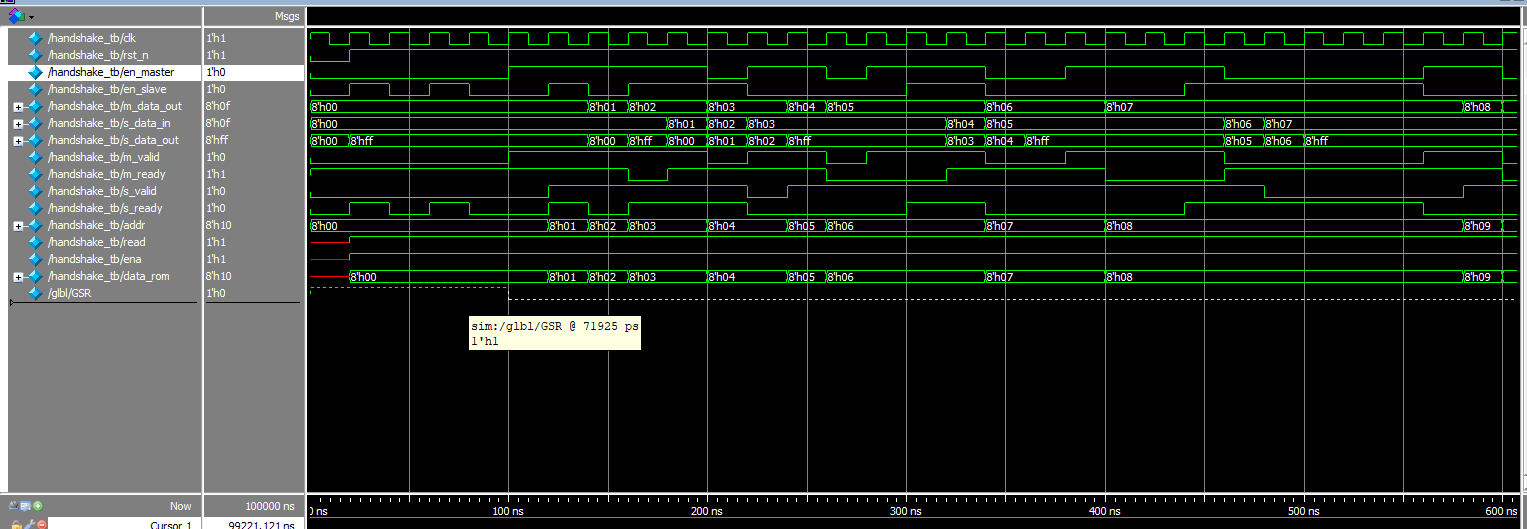 Msgs
/handshake_tb/clk 1'h1
/handshake_tb/rst_n 1'h1
/handshake_tb/en_master 1'h0
/handshake_tb/en_slave 1'h0
/handshake_tb/m_data_out 8'h0f 8'h00 8'h01 8'h02 8'h03 8'h04 8'h05 8'h06 8'h07 8'h08
/handshake_tb/s_data_in 8'h0f 8'h00 8'h01 8'h02 8'h03 8'h04 8'h05 8'h06 8'h07
/handshake_tb/s_data_out 8'hff 8'h00 8'hff 8'h00 8'hff 8'h00 8'h01 8'h02 8'hff 8'h03 8'h04 8'hff 8'h05 8'h06 8'hff
/handshake_tb/m_valid 1'h0
/handshake_tb/m_ready 1'h1
/handshake_tb/s_valid 1'h0
/handshake_tb/s_ready 1'h0
/handshake_tb/addr 8'h10 8'h00 8'h01 8'h02 8'h03 8'h04 8'h05 8'h06 8'h07 8'h08 8'h09
/handshake_tb/read 1'h1
/handshake_tb/ena 1'h1
/handshake_tb/data_rom 8'h10 8'h00 8'h01 8'h02 8'h03 8'h04 8'h05 8'h06 8'h07 8'h08 8'h09
/glbl/GSR 1'h0
sim:/glbl/GSR @ 71925 ps
1'h1
Now 100000 ns ns 100 ns 200 ns 300 ns 400 ns 500 ns 600 ns
Cursor 1 99221.121 ns